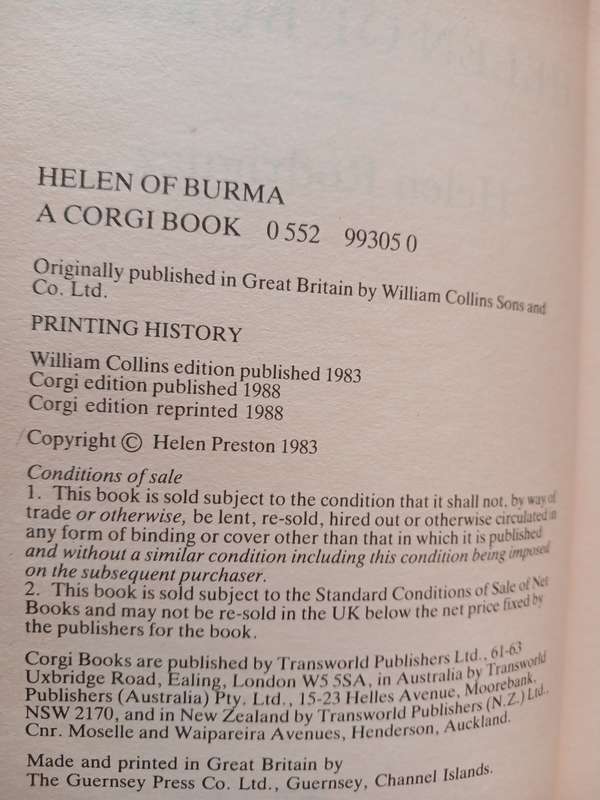 HELEN OF BURMA
A CORGI BOOK 0 552 99305 0
Originally published in Great Britain by William Collins Sons and
Co. Ltd.
PRINTING HISTORY
William Collins edition published 1983
Corgi edition published 1988
Corgi edition reprinted 1988
Copyright © Helen Preston 1983
Conditions of sale
1. This book is sold subject to the condition that it shall not, by way of
trade or otherwise, be lent, re-sold, hired out or otherwise circulated in
any form of binding or cover other than that in which it is published
and without a similar condition including this condition being imposed
on the subsequent purchaser.
2. This book is sold subject to the Standard Conditions of Sale of Net
Books and may not be re-sold in the UK below the net price fixed by
the publishers for the book.
Corgi Books are published by Transworld Publishers Ltd., 61-63
Uxbridge Road, Ealing, London W5 5SA, in Australia by Transworld
Publishers (Australia) Pty. Ltd., 15-23 Helles Avenue, Moorebank,
NSW 2170, and in New Zealand by Transworld Publishers (N.Z.) Ltd.,
Cnr. Moselle and Waipareira Avenues, Henderson, Auckland.
Made and printed in Great Britain by
The Guernsey Press Co. Ltd., Guernsey, Channel Islands.